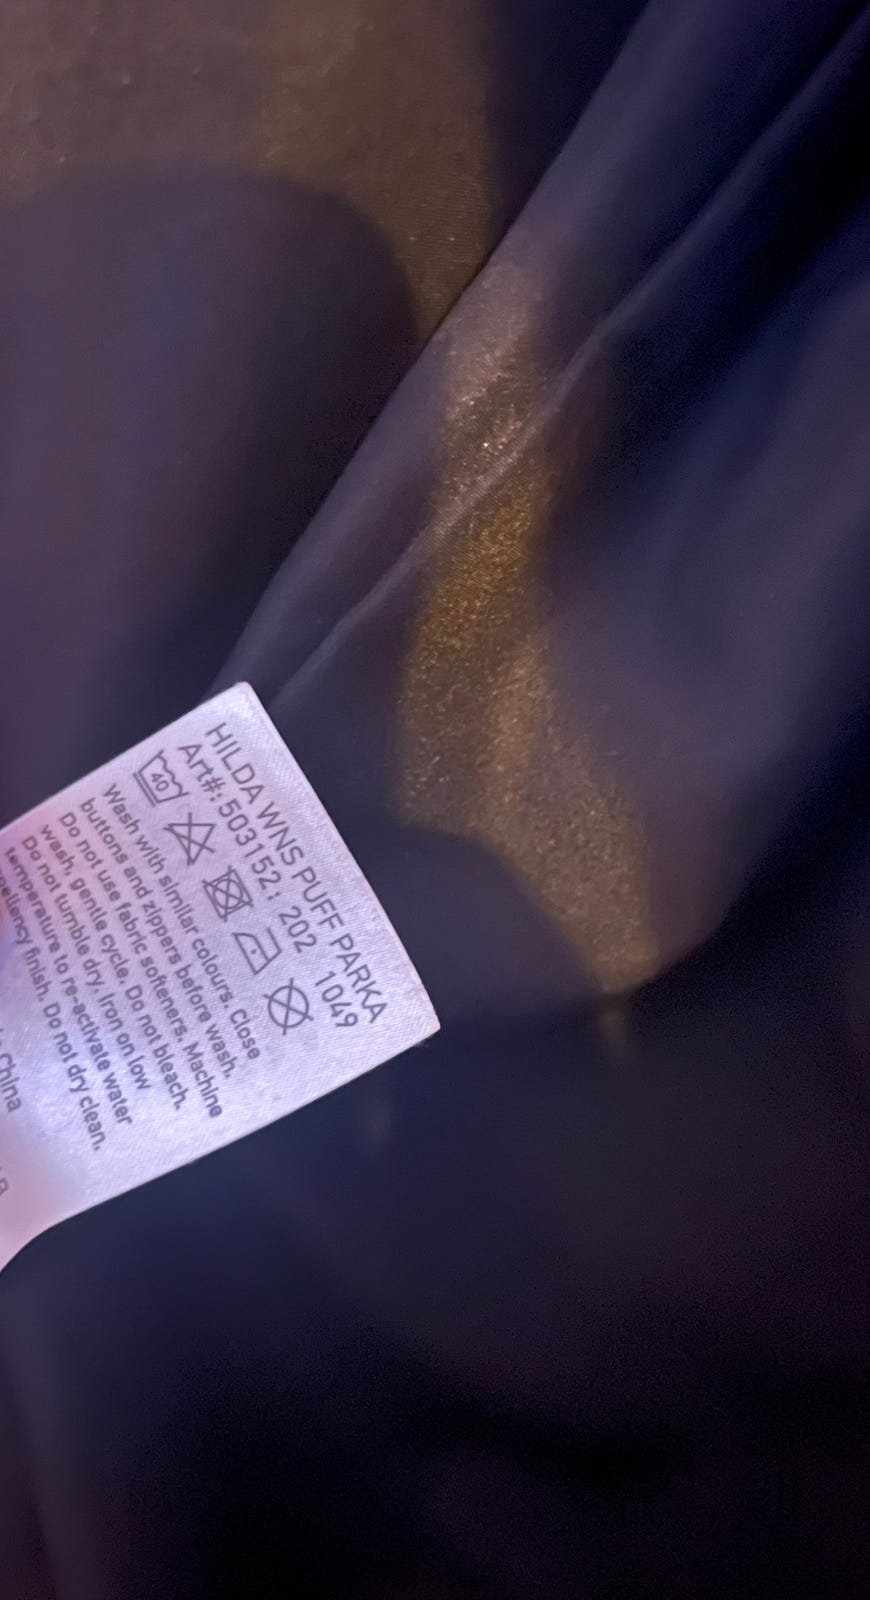 HILDA WNS PUFF PARKA
Art#: 503152: 202 1049
40
Wash with similar colours. Close
buttons and zippers before wash.
Do not use fabric softeners. Machine
wash, gentle cycle. Do not bleach.
Do not tumble dry. Iron on low
temperature to re-activate water
finish. Do not dry clean.
China